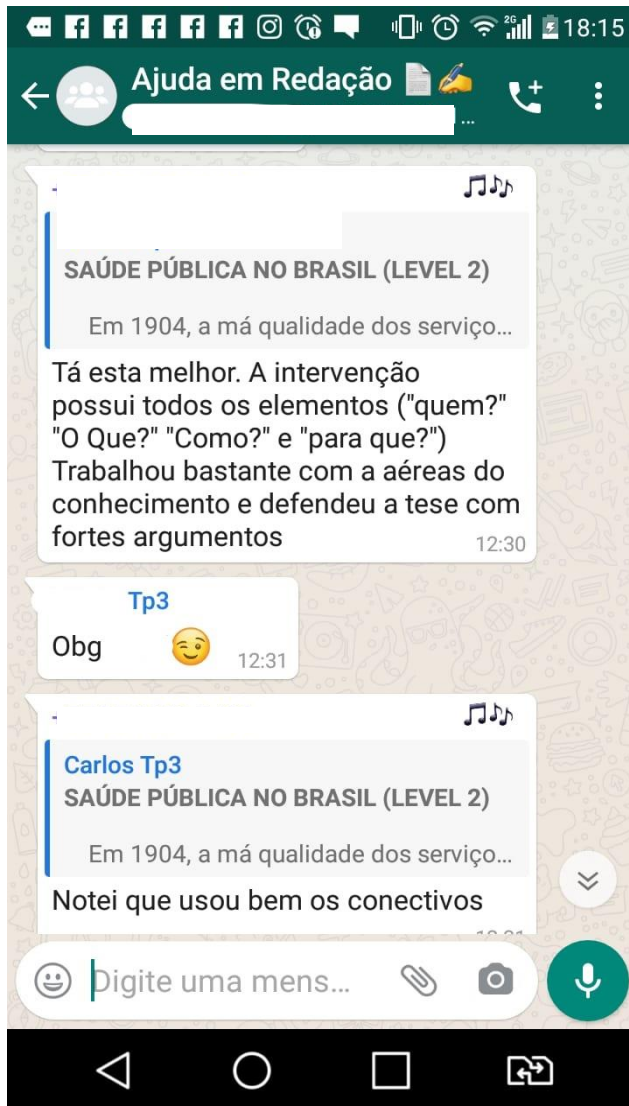 2G 18:15
Ajuda em Redação
...
SAÚDE PÚBLICA NO BRASIL (LEVEL 2)
Em 1904, a má qualidade dos serviço...
Tá esta melhor. A intervenção
possui todos os elementos ("quem?"
"O Que?" "Como?" e "para que?")
Trabalhou bastante com a aéreas do
conhecimento e defendeu a tese com
fortes argumentos
12:30
Tp3
Obg
12:31
Carlos Tp3
SAÚDE PÚBLICA NO BRASIL (LEVEL 2)
Em 1904, a má qualidade dos serviço...
Notei que usou bem os conectivos
Digite uma mens...